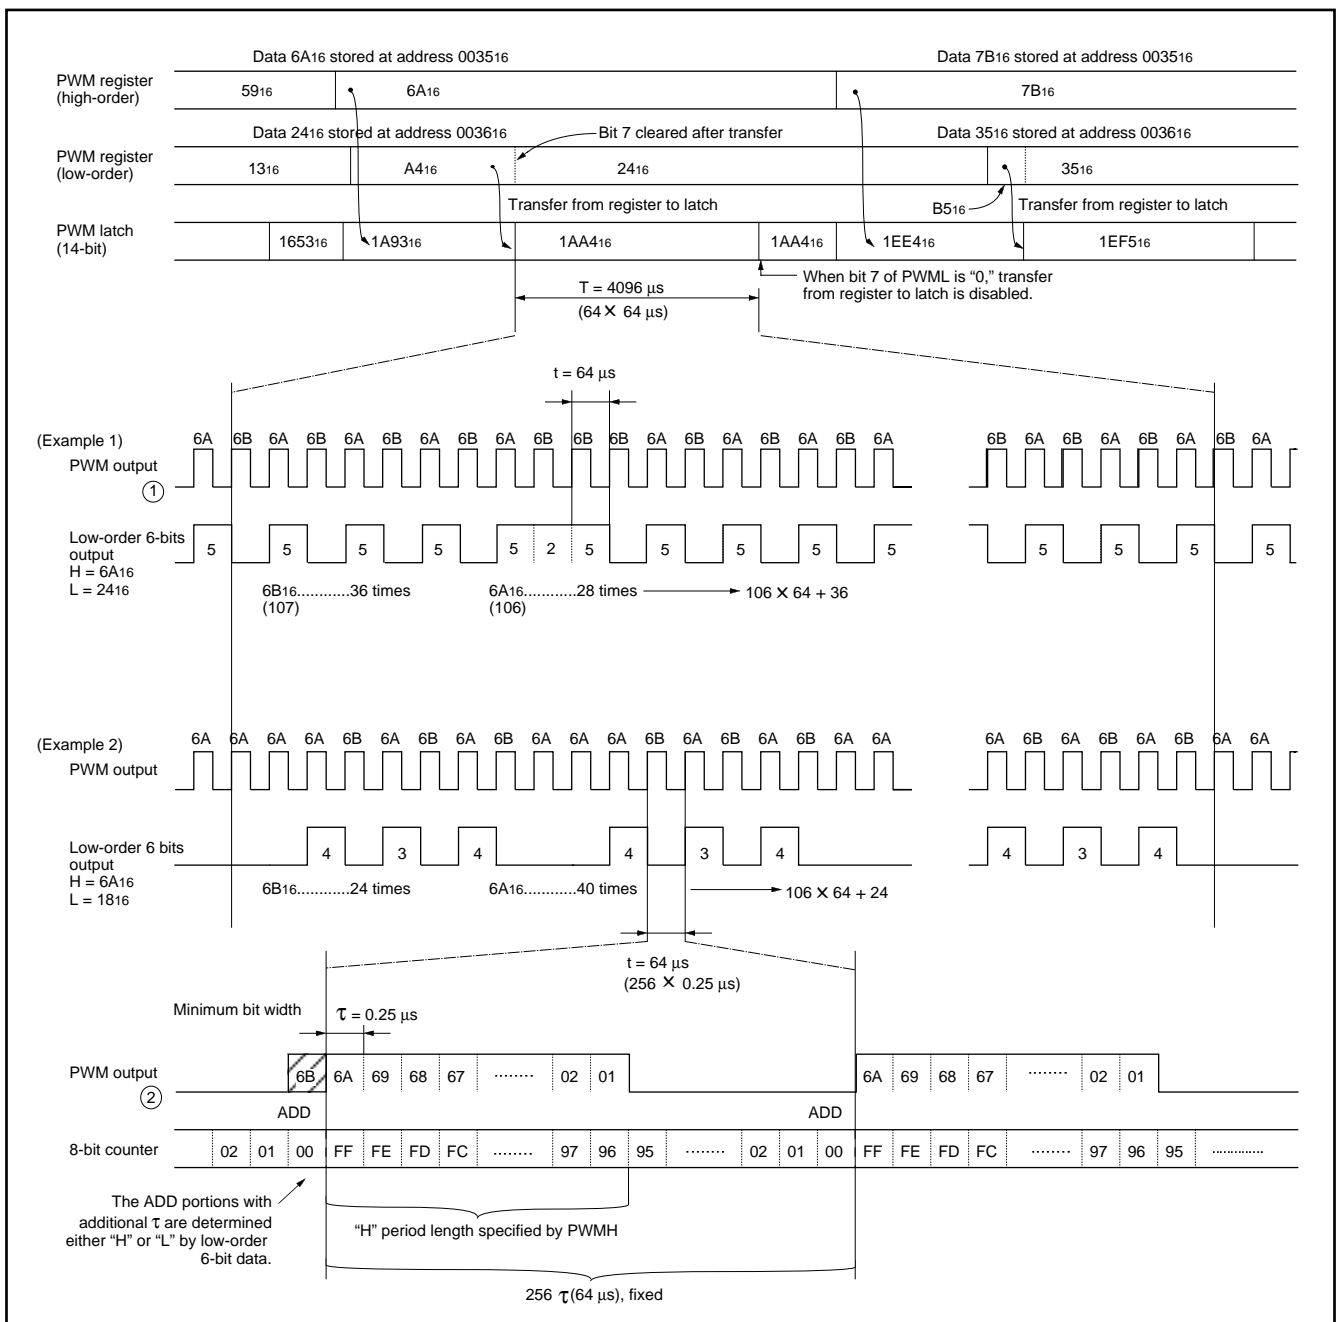 Data 6A16 stored at address 003516
Data 7B16 stored at address 003516
PWM register
(high-order)
5916
6A16
7B16
Data 2416 stored at address 003616
Bit 7 cleared after transfer
Data 3516 stored at address 003616
PWM register
(low-order)
1316
A416
2416
3516
Transfer from register to latch
B516
Transfer from register to latch
PWM latch
(14-bit)
165316
1A9316
1AA416
1AA416
1EE416
1EF516
When bit 7 of PWML is “0,” transfer
from register to latch is disabled.
T = 4096 μs
(64 × 64 μs)
t = 64 μs
(Example 1)
6A 6B 6A 6B 6A 6B 6A 6B 6A 6B 6B 6B 6A 6B 6A 6B 6A 6B 6A
6B 6A 6B 6A 6B 6A 6B 6A
PWM output
1
Low-order 6-bits
output
H = 6A16
L = 2416
5 5 5 5 5 2 5 5 5 5 5
5 5 5 5
6B16............36 times
(107)
6A16............28 times
(106)
106 × 64 + 36
(Example 2)
6A 6A 6A 6A 6B 6A 6B 6A 6A 6A 6A 6A 6B 6A 6B 6A 6B 6A 6A
6A 6B 6A 6B 6A 6B 6A 6A
PWM output
Low-order 6 bits
output
H = 6A16
L = 1816
4 3 4 4 3 4
4 3 4
6B16............24 times
6A16............40 times
106 × 64 + 24
t = 64 μs
(256 × 0.25 μs)
Minimum bit width
τ = 0.25 μs
PWM output
2
6B 6A 69 68 67 ........ 02 01
6A 69 68 67 ........ 02 01
ADD
ADD
8-bit counter
02 01 00 FF FE FD FC ........ 97 96 95 ........ 02 01 00 FF FE FD FC ........ 97 96 95 .............
The ADD portions with
additional τ are determined
either “H” or “L” by low-order
6-bit data.
“H” period length specified by PWMH
256 τ(64 μs), fixed